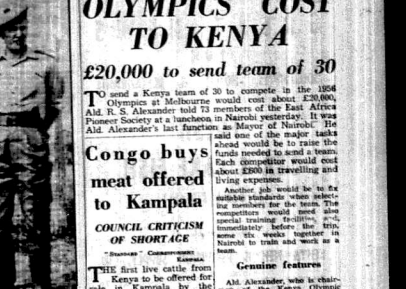 OLYMPICS COST
TO KENYA
£20,000 to send team of 30
TO send a Kenya team of 30 to compete in the 1956
Olympics at Melbourne would cost about £20,000,
Ald. R. S. Alexander told 73 members of the East Africa
Pioneer Society at a luncheon in Nairobi yesterday. It was
Ald. Alexander's last function as Mayor of Nairobi. He
said one of the major tasks
ahead would be to raise the
funds needed to send a team.
Each competitor would cost
about £600 in travelling and
living expenses.
Another job would be to fix
suitable standards when select-
ing members for the team. The
competitors would need also
special training facilities and,
immediately before the trip,
some six weeks together in
Nairobi to train and work as a
team.
Genuine features
Ald. Alexander, who is chair-
of the Kenya Olympic
Congo buys
meat offered
to Kampala
COUNCIL CRITICISM
OF SHORTAGE
"STANDARD" CORRESPONDENT
KAMPALA
THE first live cattle from
Kenya to be offered for
sale in Kampala by the